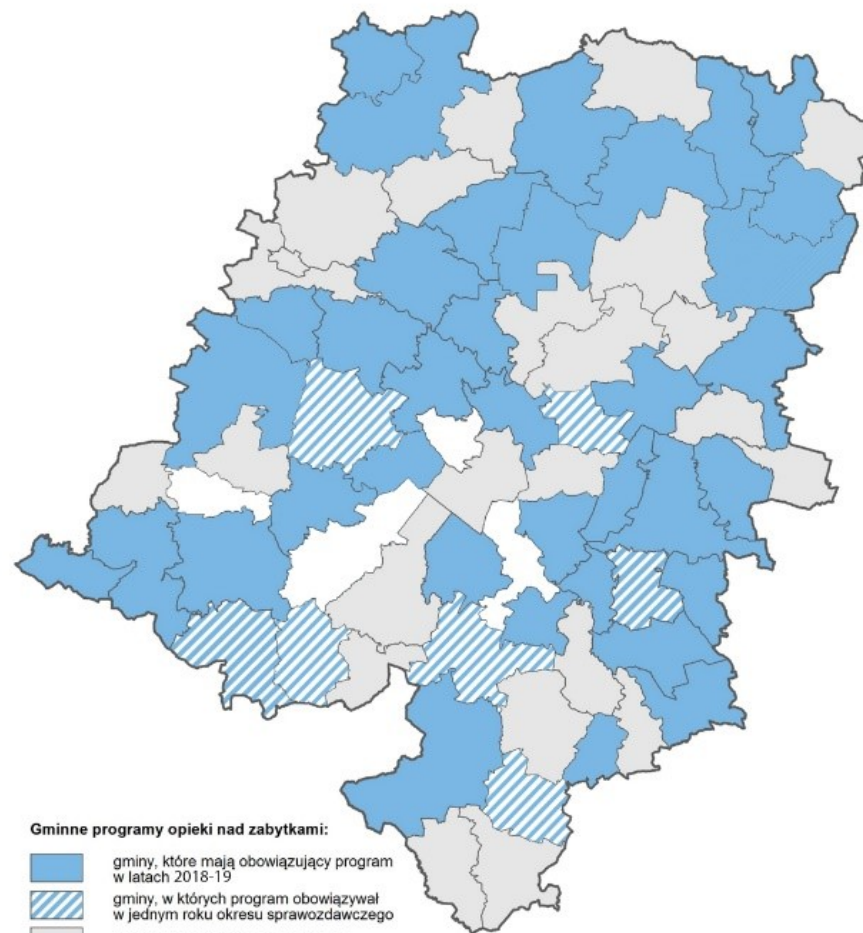 Gminne programy opieki nad zabytkami:
gminy, które mają obowiązujący program
w latach 2018-19
gminy, w których program obowiązywał
w jednym roku okresu sprawozdawczego